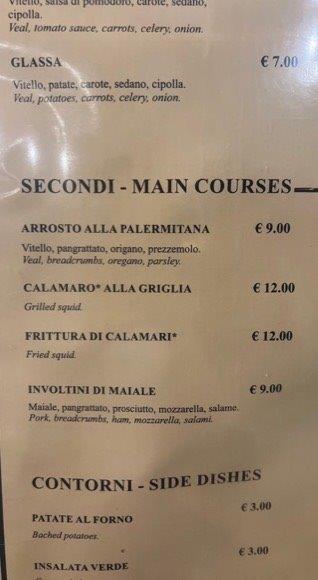 Vitello, salsa di pomodoro, carote, sedano,
cipolla.
Veal, tomato sauce, carrots, celery, onion.
GLASSA € 7.00
Vitello, patate, carote, sedano, cipolla.
Veal, potatoes, carrots, celery, onion.
SECONDI - MAIN COURSES
ARROSTO ALLA PALERMITANA € 9.00
Vitello, pangrattato, origano, prezzemolo.
Veal, breadcrumbs, oregano, parsley.
CALAMARO* ALLA GRIGLIA € 12.00
Grilled squid.
FRITTURA DI CALAMARI* € 12.00
Fried squid.
INVOLTINI DI MAIALE € 9.00
Maiale, pangrattato, prosciutto, mozzarella, salame.
Pork, breadcrumbs, ham, mozzarella, salami.
CONTORNI - SIDE DISHES
PATATE AL FORNO € 3.00
Bached potatoes.
INSALATA VERDE € 3.00